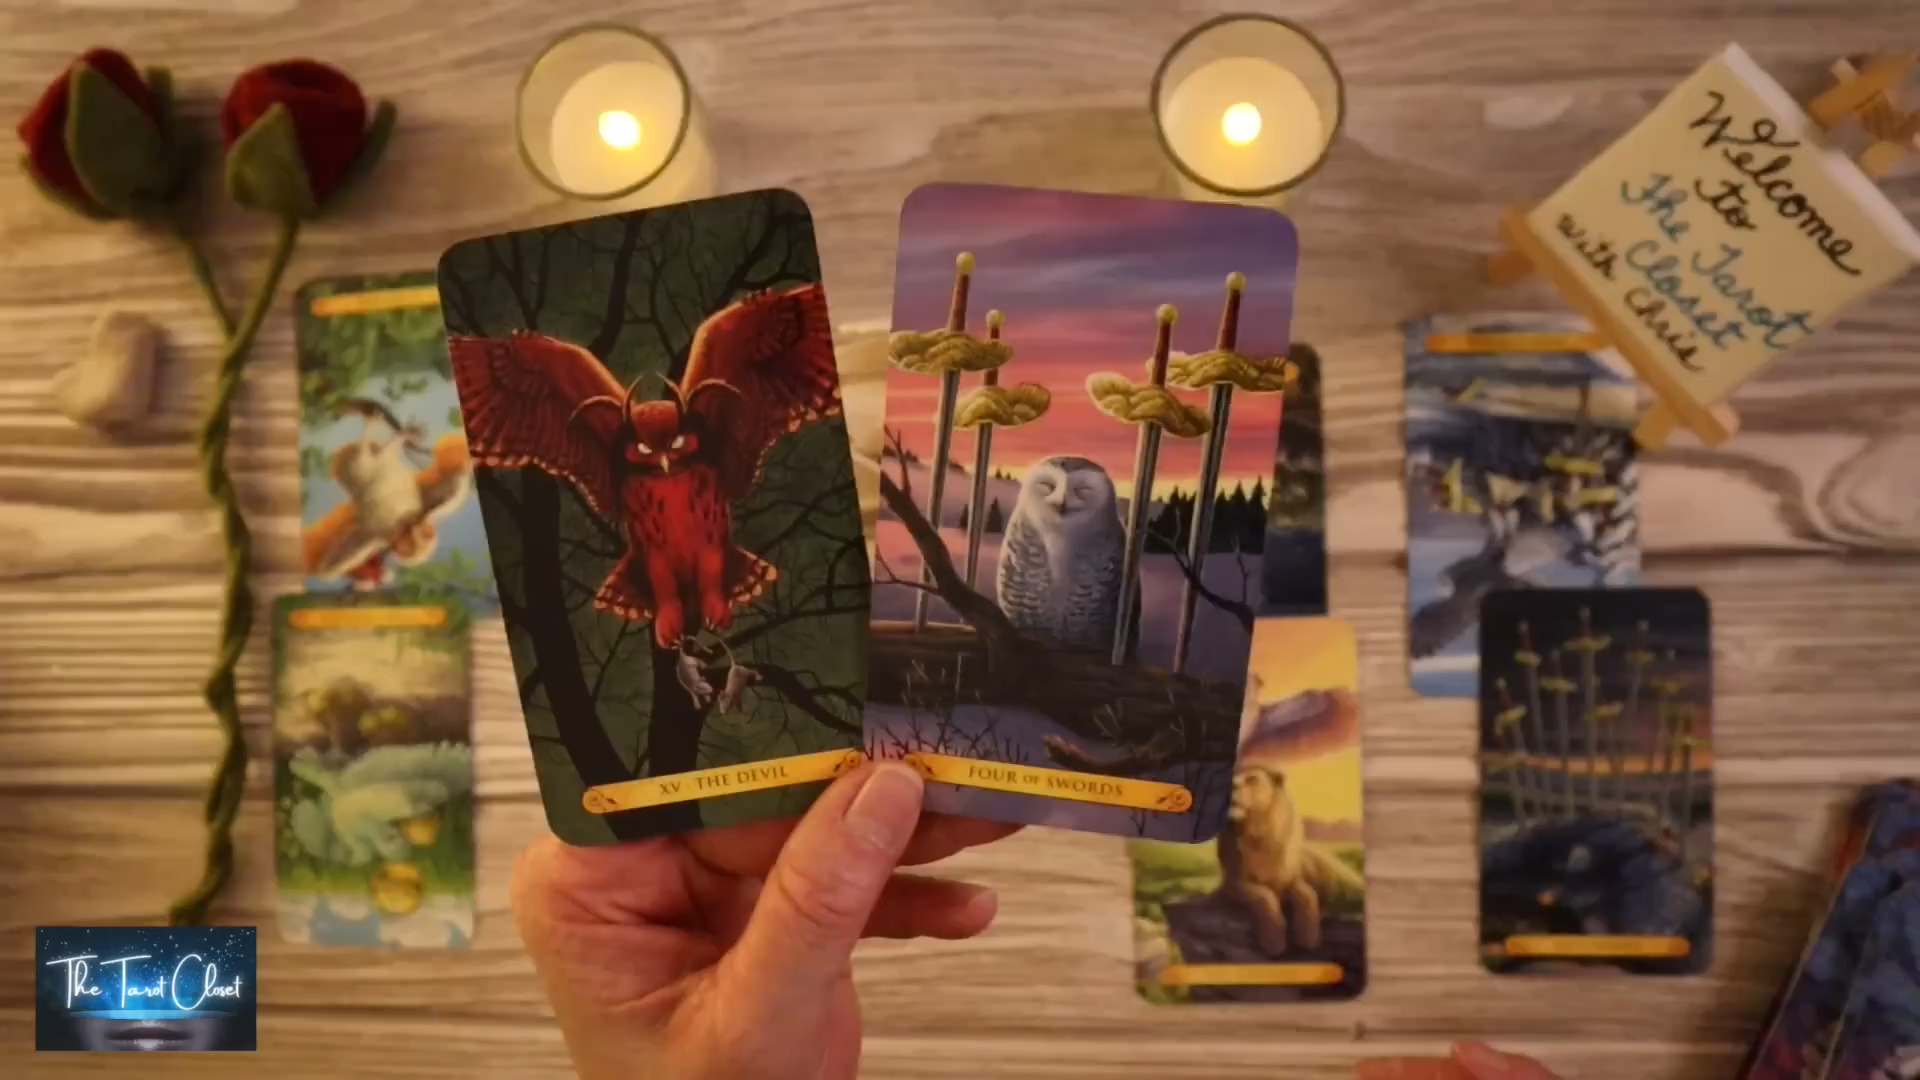 Welcome
to
The Tarot
Closet
with Chris
XV · THE DEVIL
FOUR OF SWORDS
The Tarot Closet